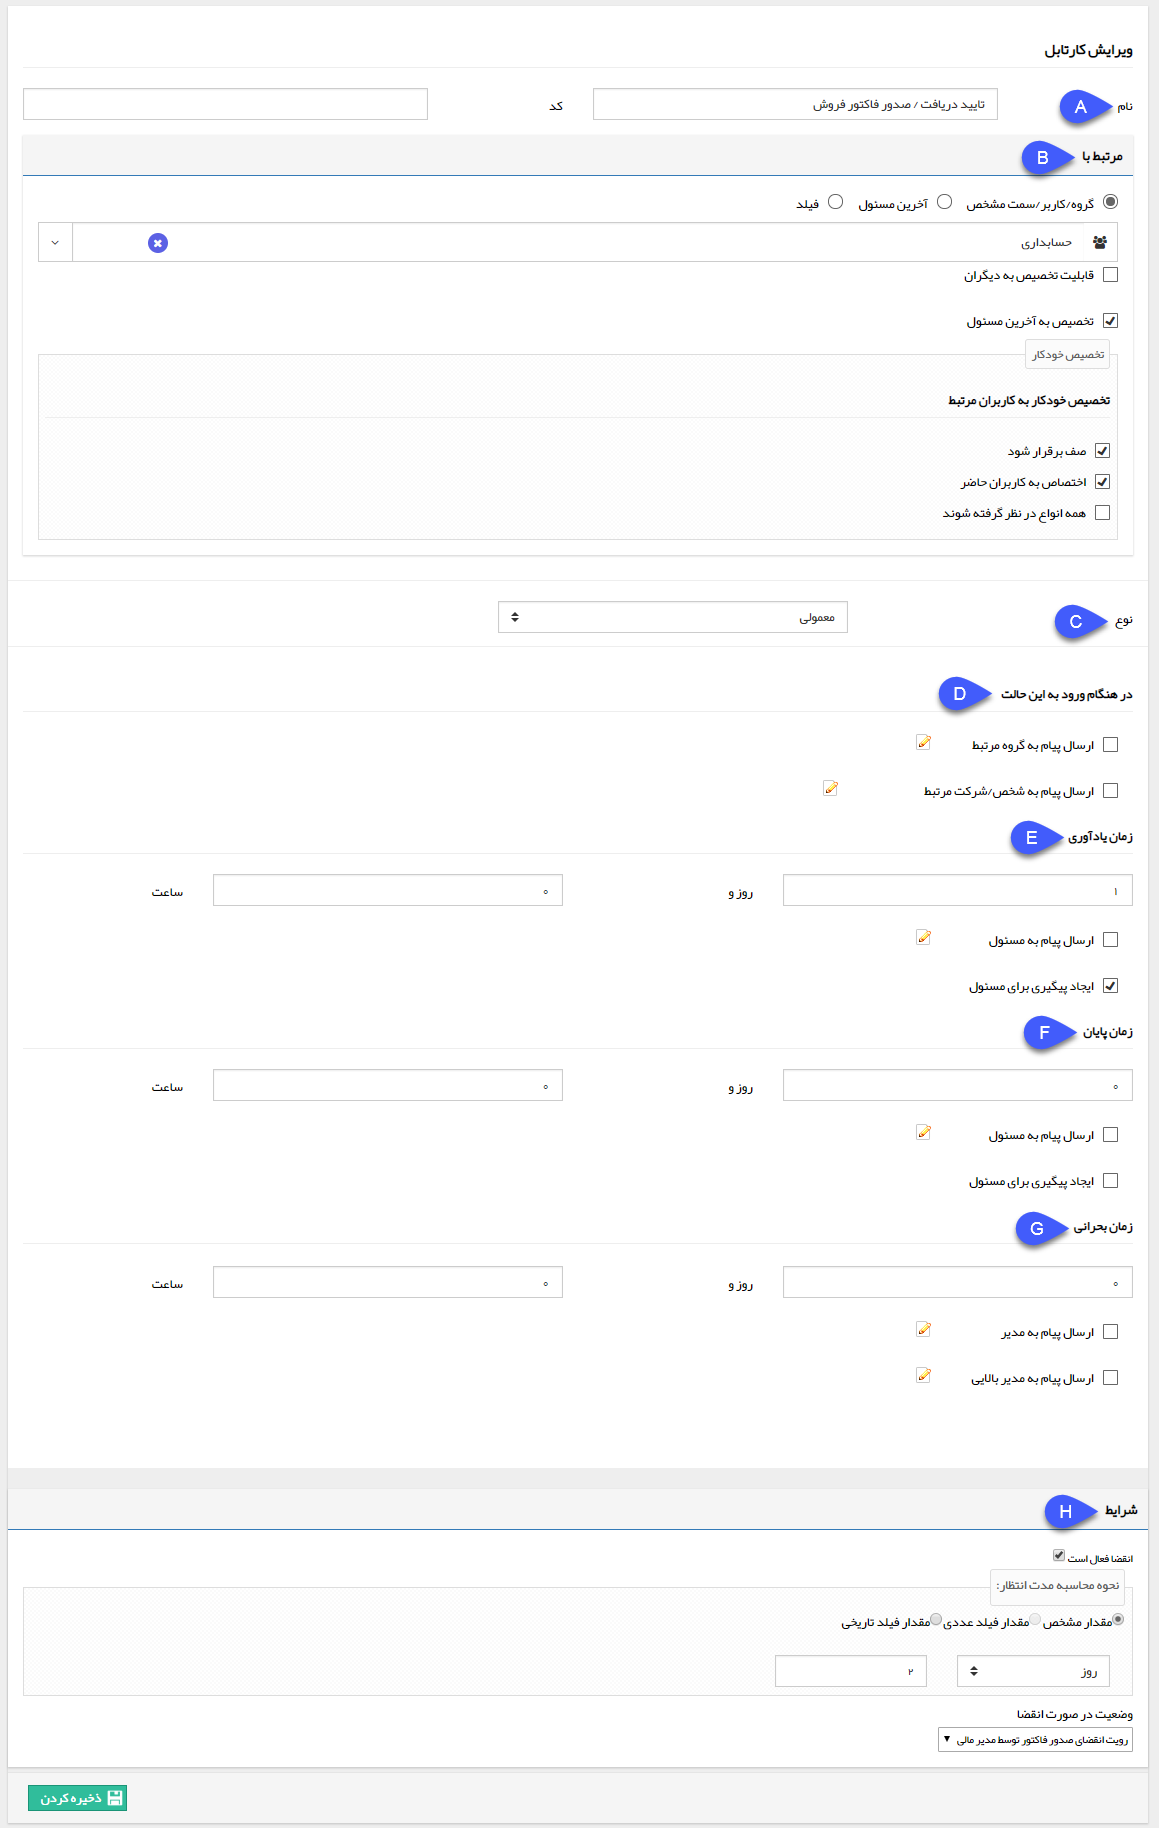 ویرایش کارتابل
نام A تایید دریافت / صدور فاکتور فروش کد
مرتبط با B
گروه/کاربر/سمت مشخص آخرین مسئول فیلد
حسابداری
قابلیت تخصیص به دیگران
تخصیص به آخرین مسئول
تخصیص خودکار
تخصیص خودکار به کاربران مرتبط
صف برقرار شود
اختصاص به کاربران حاضر
همه انواع در نظر گرفته شوند
نوع C معمولی
در هنگام ورود به این حالت D
ارسال پیام به گروه مرتبط
ارسال پیام به شخص/شرکت مرتبط
زمان یادآوری E
۱ روز و ۰ ساعت
ارسال پیام به مسئول
ایجاد پیگیری برای مسئول
زمان پایان F
۰ روز و ۰ ساعت
ارسال پیام به مسئول
ایجاد پیگیری برای مسئول
زمان بحرانی G
۰ روز و ۰ ساعت
ارسال پیام به مدیر
ارسال پیام به مدیر بالایی
شرایط H
انقضا فعال است
نحوه محاسبه مدت انتظار:
مقدار مشخص مقدار فیلد عددی مقدار فیلد تاریخی
روز ۲
وضعیت در صورت انقضا
رویت انقضای صدور فاکتور توسط مدیر مالی
ذخیره کردن